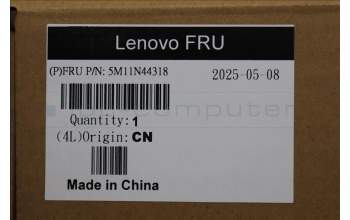 Lenovo FRU
(P)FRU P/N: 5M11N44318
2025-05-08
Quantity: 1
(4L)Origin: CN
Made in China